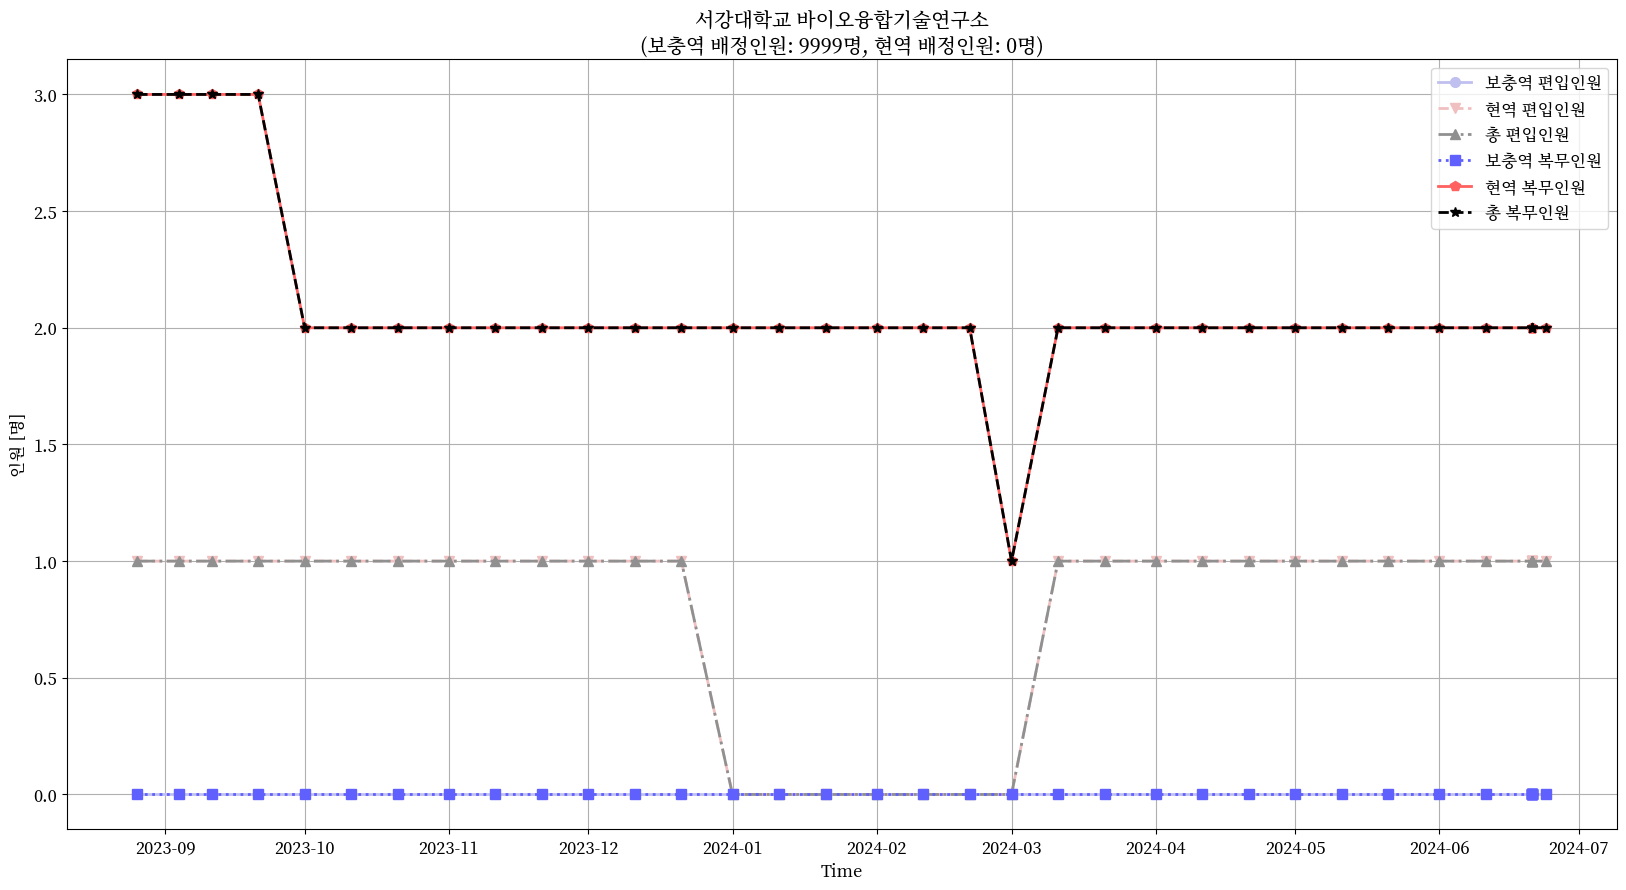 서강대학교 바이오융합기술연구소
(보충역 배정인원: 9999명, 현역 배정인원: 0명)
보충역 편입인원
현역 편입인원
총 편입인원
보충역 복무인원
현역 복무인원
총 복무인원
인원 [명]
3.0
2.5
2.0
1.5
1.0
0.5
0.0
2023-09 2023-10 2023-11 2023-12 2024-01 2024-02 2024-03 2024-04 2024-05 2024-06 2024-07
Time